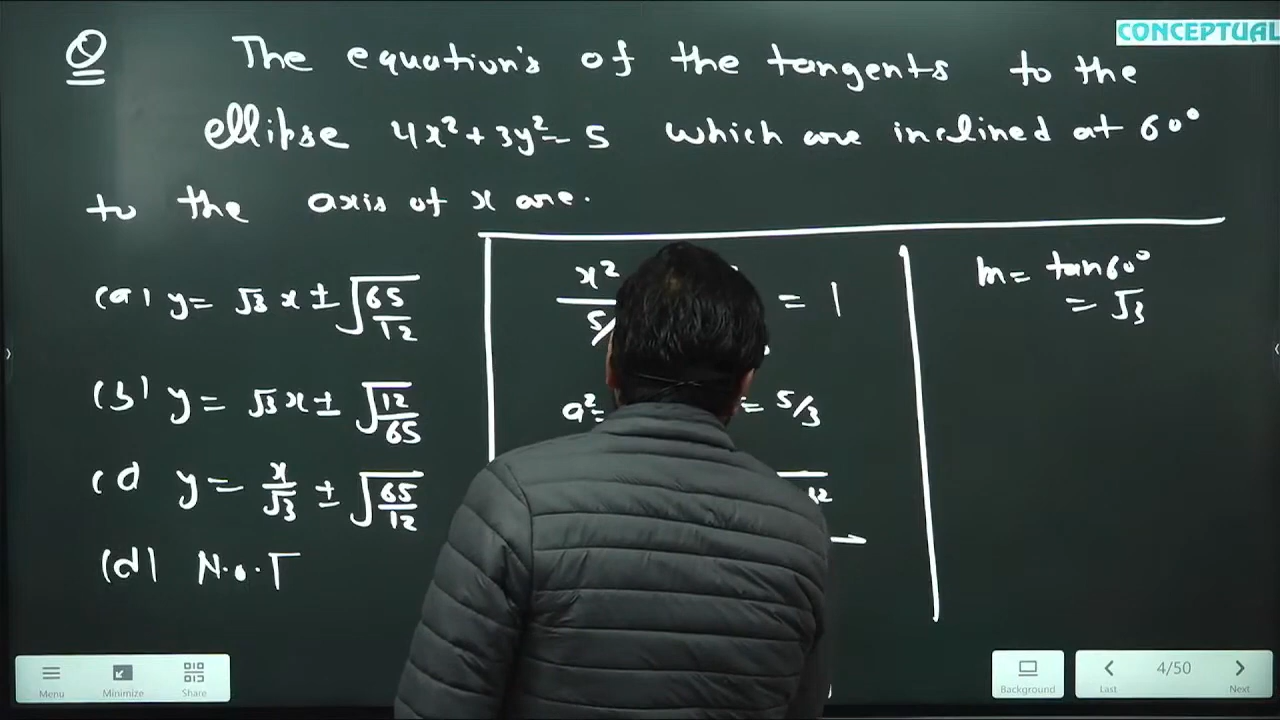 CONCEPTUAL
Q The equation's of the tangents to the
ellipse 4x²+3y²=5 which are inclined at 60°
to the axis of x are.
(a) y= √3 x ± √65/12
(b) y= √3 x ± √12/65
(c) y= x/√3 ± √65/12
(d) N.o.T
x²/5/ = 1
a²= = 5/3
m= tan60°
= √3
Menu
Minimize
Share
Background
4/50
Last
Next